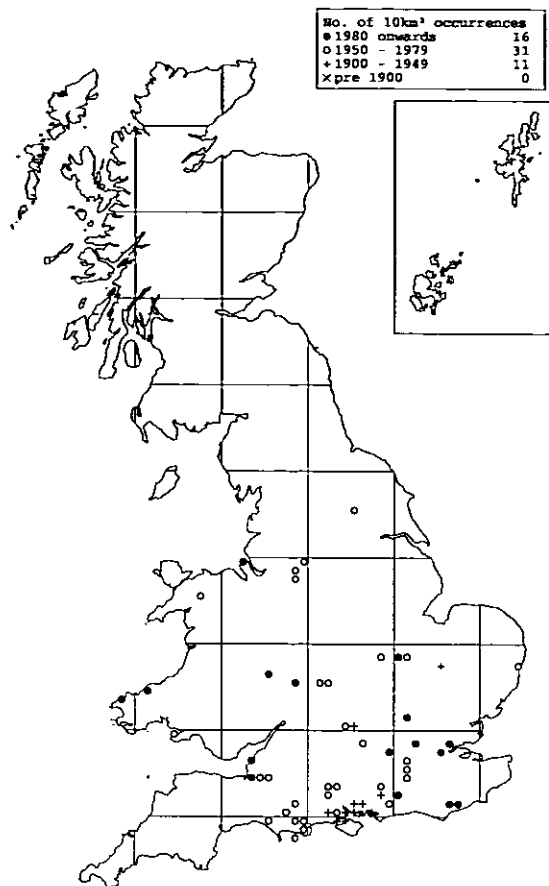 No. of 10km² occurrences
● 1980 onwards 16
○ 1950 - 1979 31
+ 1900 - 1949 11
× pre 1900 0